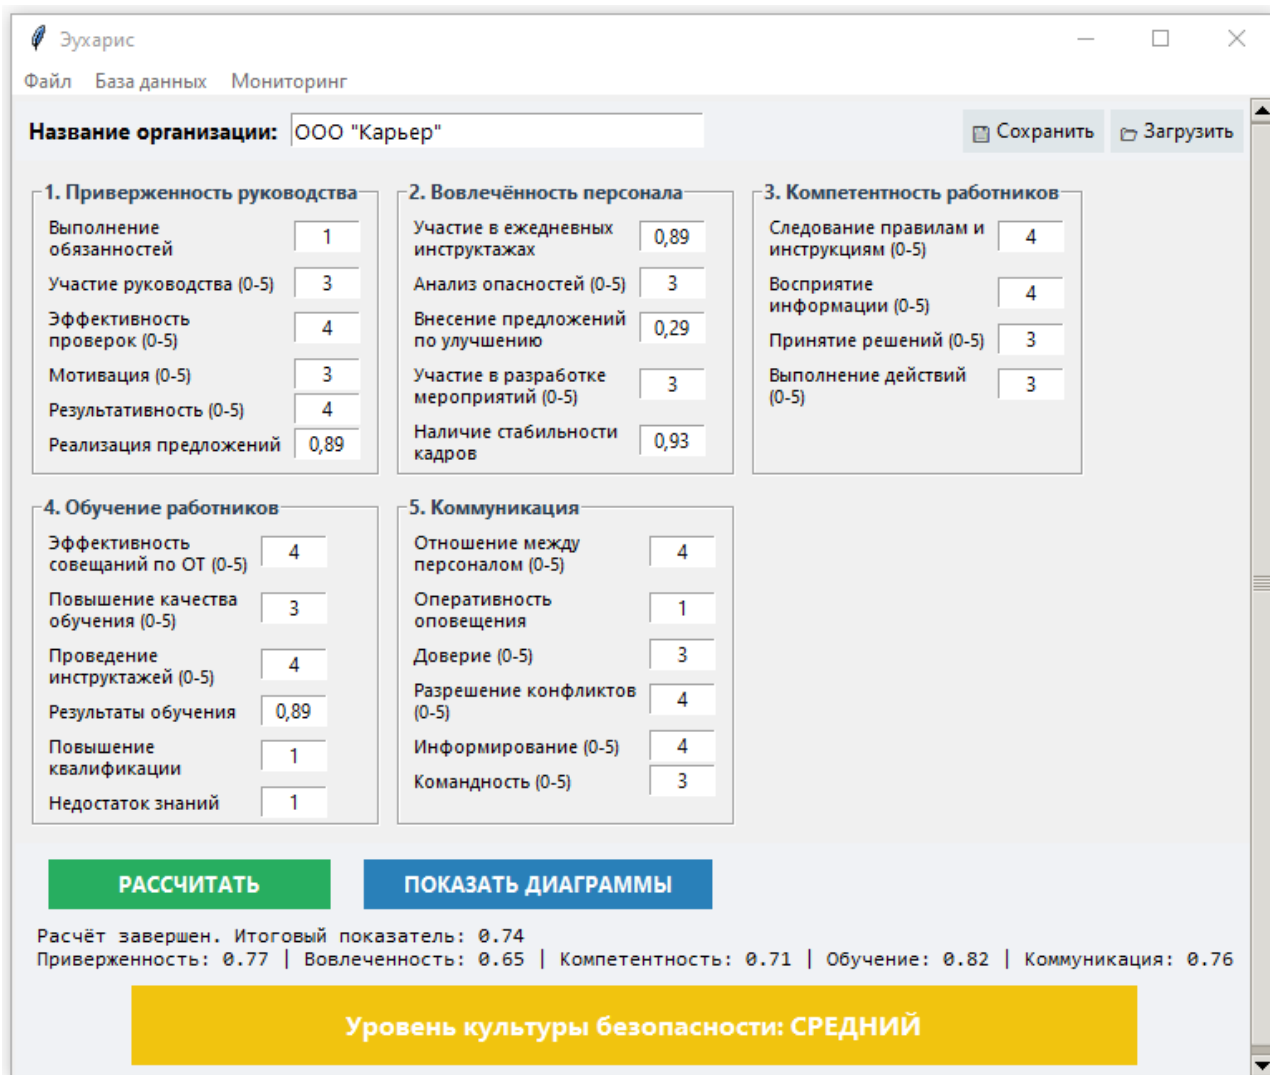 Эухарис
Файл База данных Мониторинг
Название организации: ООО "Карьер" Сохранить Загрузить
1. Приверженность руководства
Выполнение
обязанностей 1
Участие руководства (0-5) 3
Эффективность
проверок (0-5) 4
Мотивация (0-5) 3
Результативность (0-5) 4
Реализация предложений 0,89
2. Вовлечённость персонала
Участие в ежедневных
инструктажах 0,89
Анализ опасностей (0-5) 3
Внесение предложений
по улучшению 0,29
Участие в разработке
мероприятий (0-5) 3
Наличие стабильности
кадров 0,93
3. Компетентность работников
Следование правилам и
инструкциям (0-5) 4
Восприятие
информации (0-5) 4
Принятие решений (0-5) 3
Выполнение действий
(0-5) 3
4. Обучение работников
Эффективность
совещаний по ОТ (0-5) 4
Повышение качества
обучения (0-5) 3
Проведение
инструктажей (0-5) 4
Результаты обучения 0,89
Повышение
квалификации 1
Недостаток знаний 1
5. Коммуникация
Отношение между
персоналом (0-5) 4
Оперативность
оповещения 1
Доверие (0-5) 3
Разрешение конфликтов
(0-5) 4
Информирование (0-5) 4
Командность (0-5) 3
РАССЧИТАТЬ ПОКАЗАТЬ ДИАГРАММЫ
Расчёт завершен. Итоговый показатель: 0.74
Приверженность: 0.77 | Вовлеченность: 0.65 | Компетентность: 0.71 | Обучение: 0.82 | Коммуникация: 0.76
Уровень культуры безопасности: СРЕДНИЙ